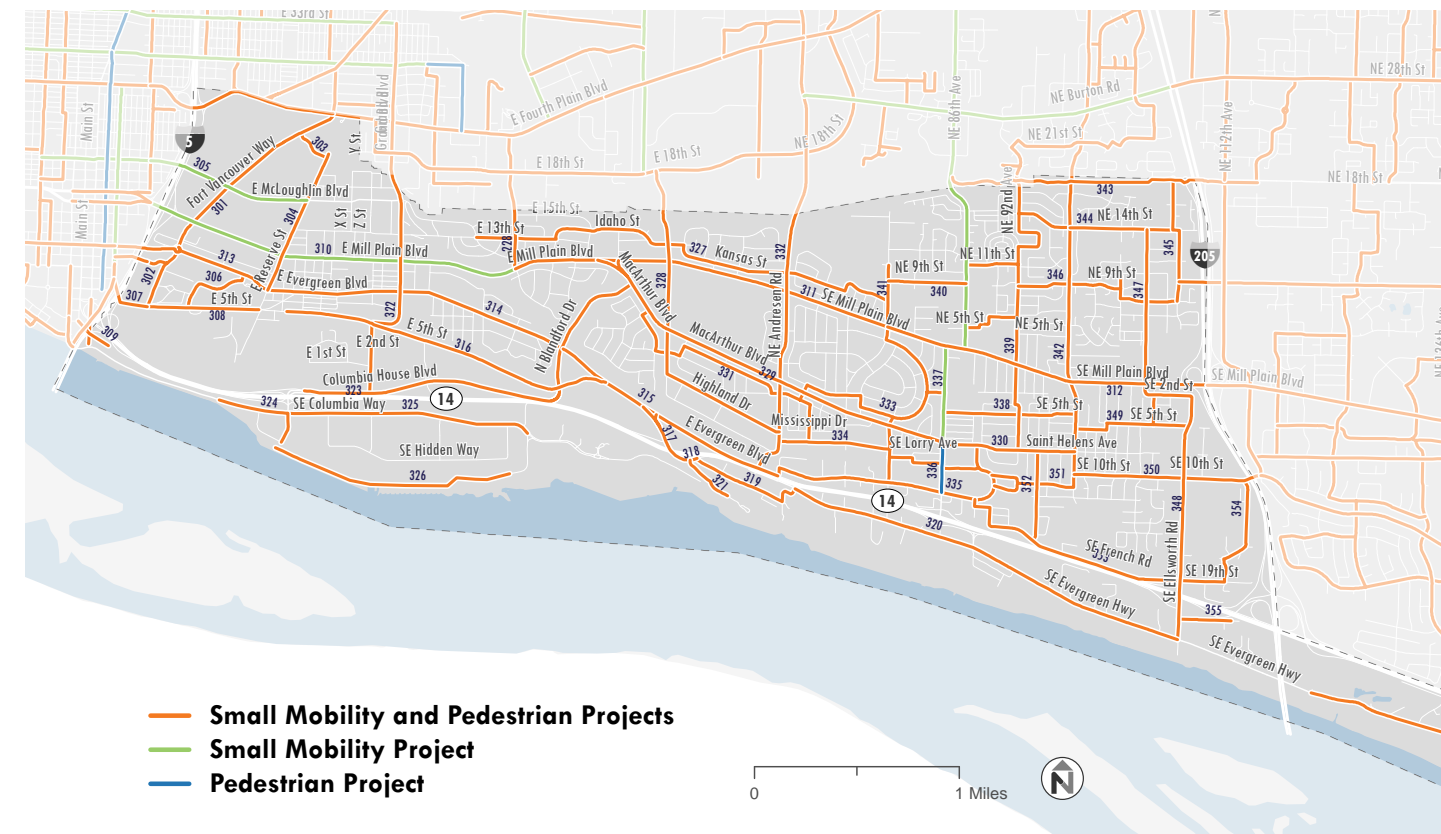 E 33rd St
NE 28th St
NE Burton Rd
E Fourth Plain Blvd
NE 86th Ave
NE 112th Ave
Main St
5
NE 18th St
NE 21st St
303
Y St.
Fort Vancouver Way
305
E 18th St
E 18th St
NE 18th St
E McLoughlin Blvd
343
NE 92nd Ave
301
304
X St
Z St
E 15th St
Idaho St
344
NE 14th St
Main St
E 13th St
228
310
E Mill Plain Blvd
E Mill Plain Blvd
327
Kansas St
332
NE 11th St
345
205
313
302
306
E Reserve St
E Evergreen Blvd
MacArthur Blvd
328
NE 9th St
341
340
346
NE 9th St
347
307
E 5th St
308
322
314
311
SE Mill Plain Blvd
NE Andresen Rd
NE 5th St
NE 5th St
309
E 5th St
316
E 2nd St
E 1st St
N Blandford Dr
MacArthur Blvd
329
339
342
Columbia House Blvd
323
331
Highland Dr
337
SE Mill Plain Blvd
SE 2nd St
SE Mill Plain Blvd
312
324
SE Columbia Way
325
14
315
333
338
SE 5th St
349
SE 5th St
Mississippi Dr
334
317
E Evergreen Blvd
SE Lorry Ave
330
Saint Helens Ave
SE Hidden Way
318
336
SE 10th St
350
SE 10th St
351
326
321
319
335
352
14
348
354
320
SE French Rd
SE Ellsworth Rd
SE 19th St
SE Evergreen Hwy
355
SE Evergreen Hwy
Small Mobility and Pedestrian Projects
Small Mobility Project
Pedestrian Project
0
1 Miles
N